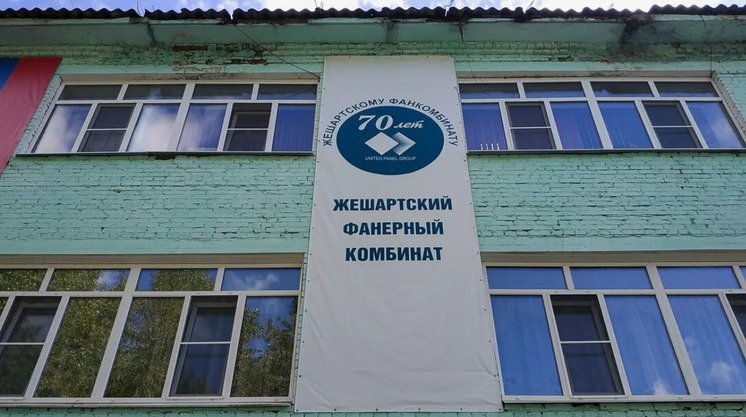 ЖЕШАРТСКОМУ ФАНКОМБИНАТУ
70 лет
UNITED PANEL GROUP
ЖЕШАРТСКИЙ
ФАНЕРНЫЙ
КОМБИНАТ